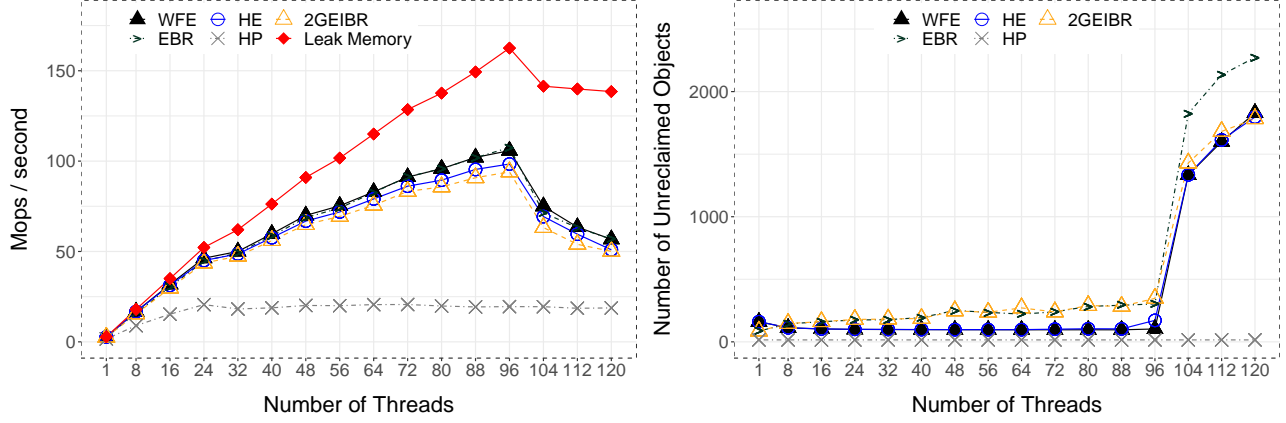 WFE HE 2GEIBR
EBR HP Leak Memory
Mops / second
150
100
50
0
1 8 16 24 32 40 48 56 64 72 80 88 96 104 112 120
Number of Threads
WFE HE 2GEIBR
EBR HP
Number of Unreclaimed Objects
2000
1000
0
1 8 16 24 32 40 48 56 64 72 80 88 96 104 112 120
Number of Threads